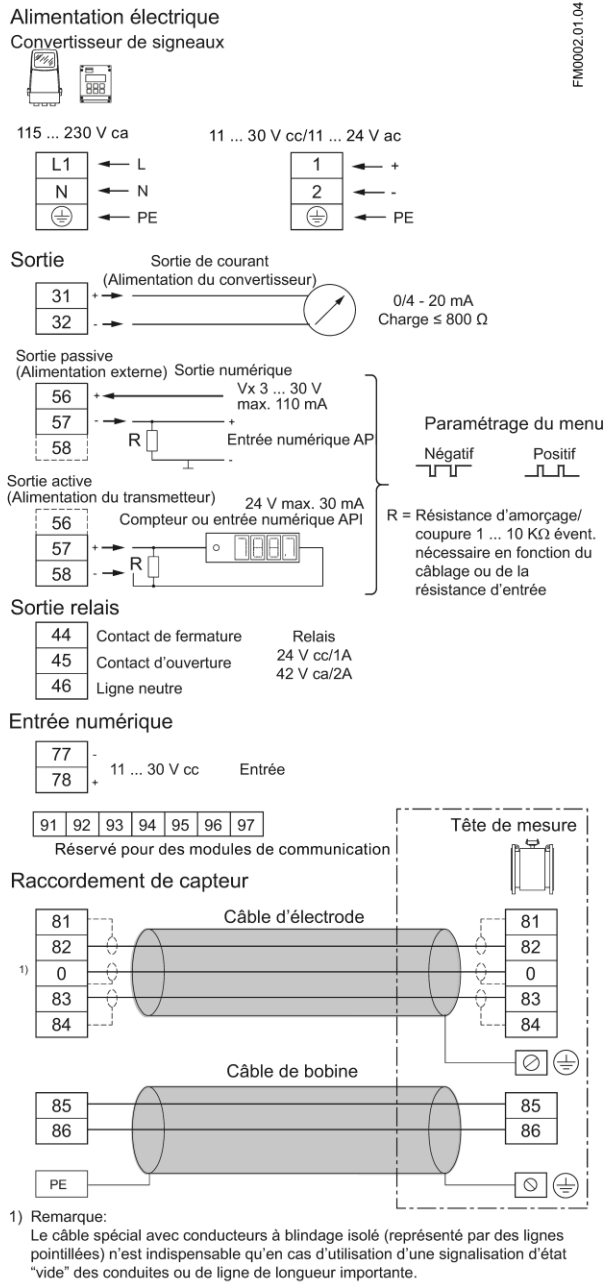 Alimentation électrique
FM0002.01.04
Convertisseur de signeaux
115 ... 230 V ca
11 ... 30 V cc/11 ... 24 V ac
L1 L
N N
PE
1 +
2 -
PE
Sortie
Sortie de courant
(Alimentation du convertisseur)
31 +
32 -
0/4 - 20 mA
Charge ≤ 800 Ω
Sortie passive
(Alimentation externe) Sortie numérique
56 +
57 -
58
Vx 3 ... 30 V
max. 110 mA
+
R
Entrée numérique AP
-
Paramétrage du menu
Négatif Positif
Sortie active
(Alimentation du transmetteur)
24 V max. 30 mA
Compteur ou entrée numérique API
56
57 +
58 -
R
R = Résistance d'amorçage/
coupure 1 ... 10 KΩ évent.
nécessaire en fonction du
câblage ou de la
résistance d'entrée
Sortie relais
44 Contact de fermature
45 Contact d'ouverture
46 Ligne neutre
Relais
24 V cc/1A
42 V ca/2A
Entrée numérique
77 -
78 +
11 ... 30 V cc Entrée
91 92 93 94 95 96 97
Réservé pour des modules de communication
Tête de mesure
Raccordement de capteur
Câble d'électrode
81 81
82 82
1) 0 0
83 83
84 84
Câble de bobine
85 85
86 86
PE
1) Remarque:
Le câble spécial avec conducteurs à blindage isolé (représenté par des lignes
pointillées) n'est indispensable qu'en cas d'utilisation d'une signalisation d'état
“vide” des conduites ou de ligne de longueur importante.